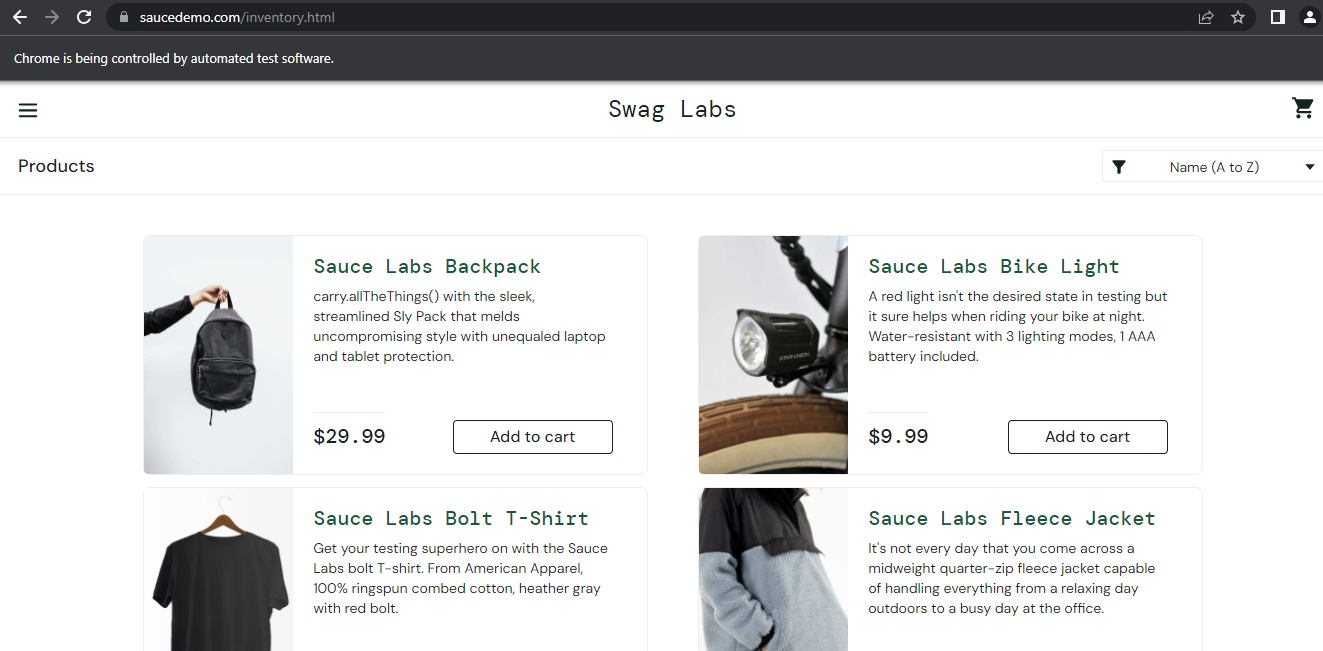 saucedemo.com/inventory.html
Chrome is being controlled by automated test software.
Swag Labs
Products
Name (A to Z)
Sauce Labs Backpack
carry.allTheThings() with the sleek,
streamlined Sly Pack that melds
uncompromising style with unequaled laptop
and tablet protection.
$29.99
Add to cart
Sauce Labs Bike Light
A red light isn't the desired state in testing but
it sure helps when riding your bike at night.
Water-resistant with 3 lighting modes, 1 AAA
battery included.
STAR UNION
$9.99
Add to cart
Sauce Labs Bolt T-Shirt
Get your testing superhero on with the Sauce
Labs bolt T-shirt. From American Apparel,
100% ringspun combed cotton, heather gray
with red bolt.
Sauce Labs Fleece Jacket
It's not every day that you come across a
midweight quarter-zip fleece jacket capable
of handling everything from a relaxing day
outdoors to a busy day at the office.